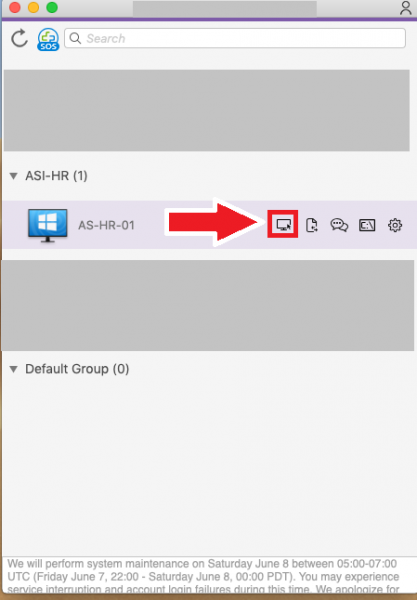 SOS
Search
ASI-HR (1)
AS-HR-01
C:\
Default Group (0)
We will perform system maintenance on Saturday June 8 between 05:00-07:00
UTC (Friday June 7, 22:00 - Saturday June 8, 00:00 PDT). You may experience
service interruption and account login failures during this time. We apologize for